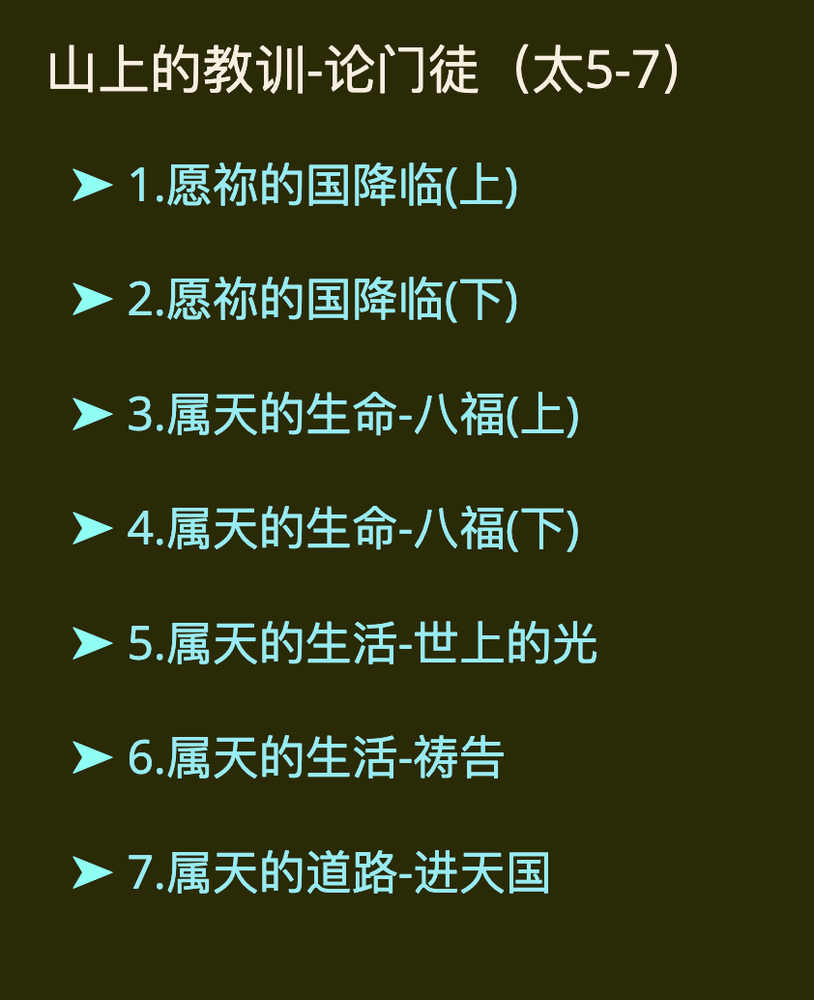 山上的教训-论门徒（太5-7）
➤ 1.愿祢的国降临(上)
➤ 2.愿祢的国降临(下)
➤ 3.属天的生命-八福(上)
➤ 4.属天的生命-八福(下)
➤ 5.属天的生活-世上的光
➤ 6.属天的生活-祷告
➤ 7.属天的道路-进天国